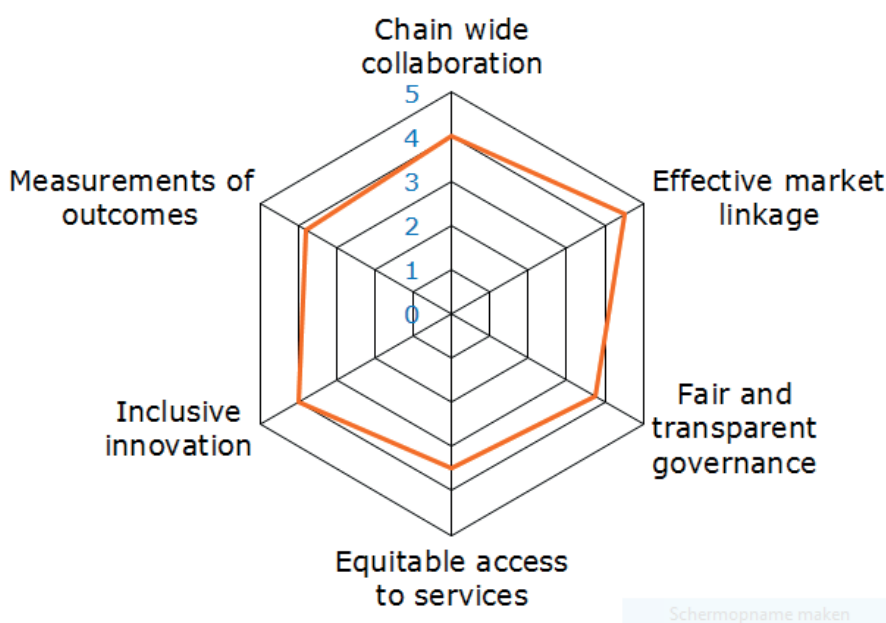 Chain wide
collaboration
5
4
3
2
1
0
Measurements of
outcomes
Effective market
linkage
Inclusive
innovation
Fair and
transparent
governance
Equitable access
to services
Schermopname maken